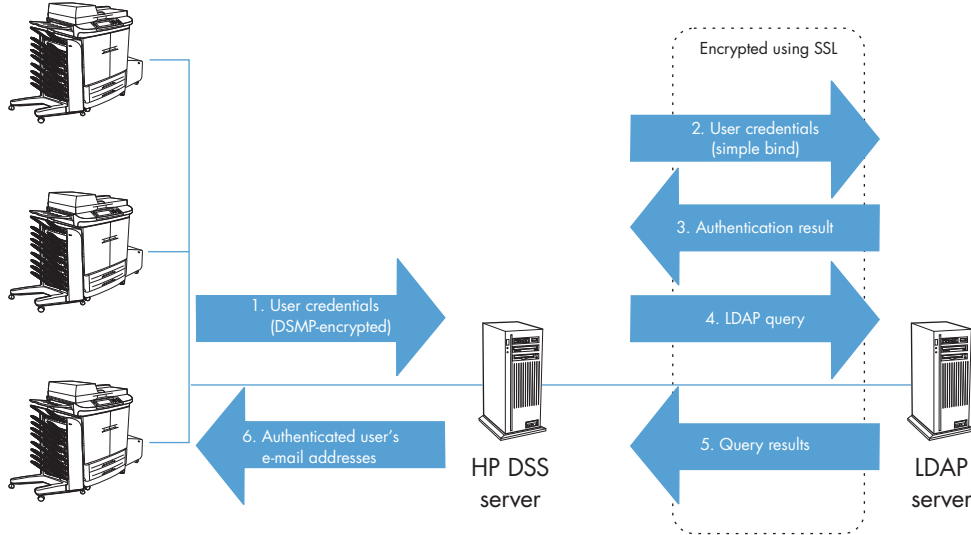 Encrypted using SSL
2. User credentials
(simple bind)
3. Authentication result
1. User credentials
(DSMP-encrypted)
4. LDAP query
6. Authenticated user’s
e-mail addresses
5. Query results
HP DSS
server
LDAP
server